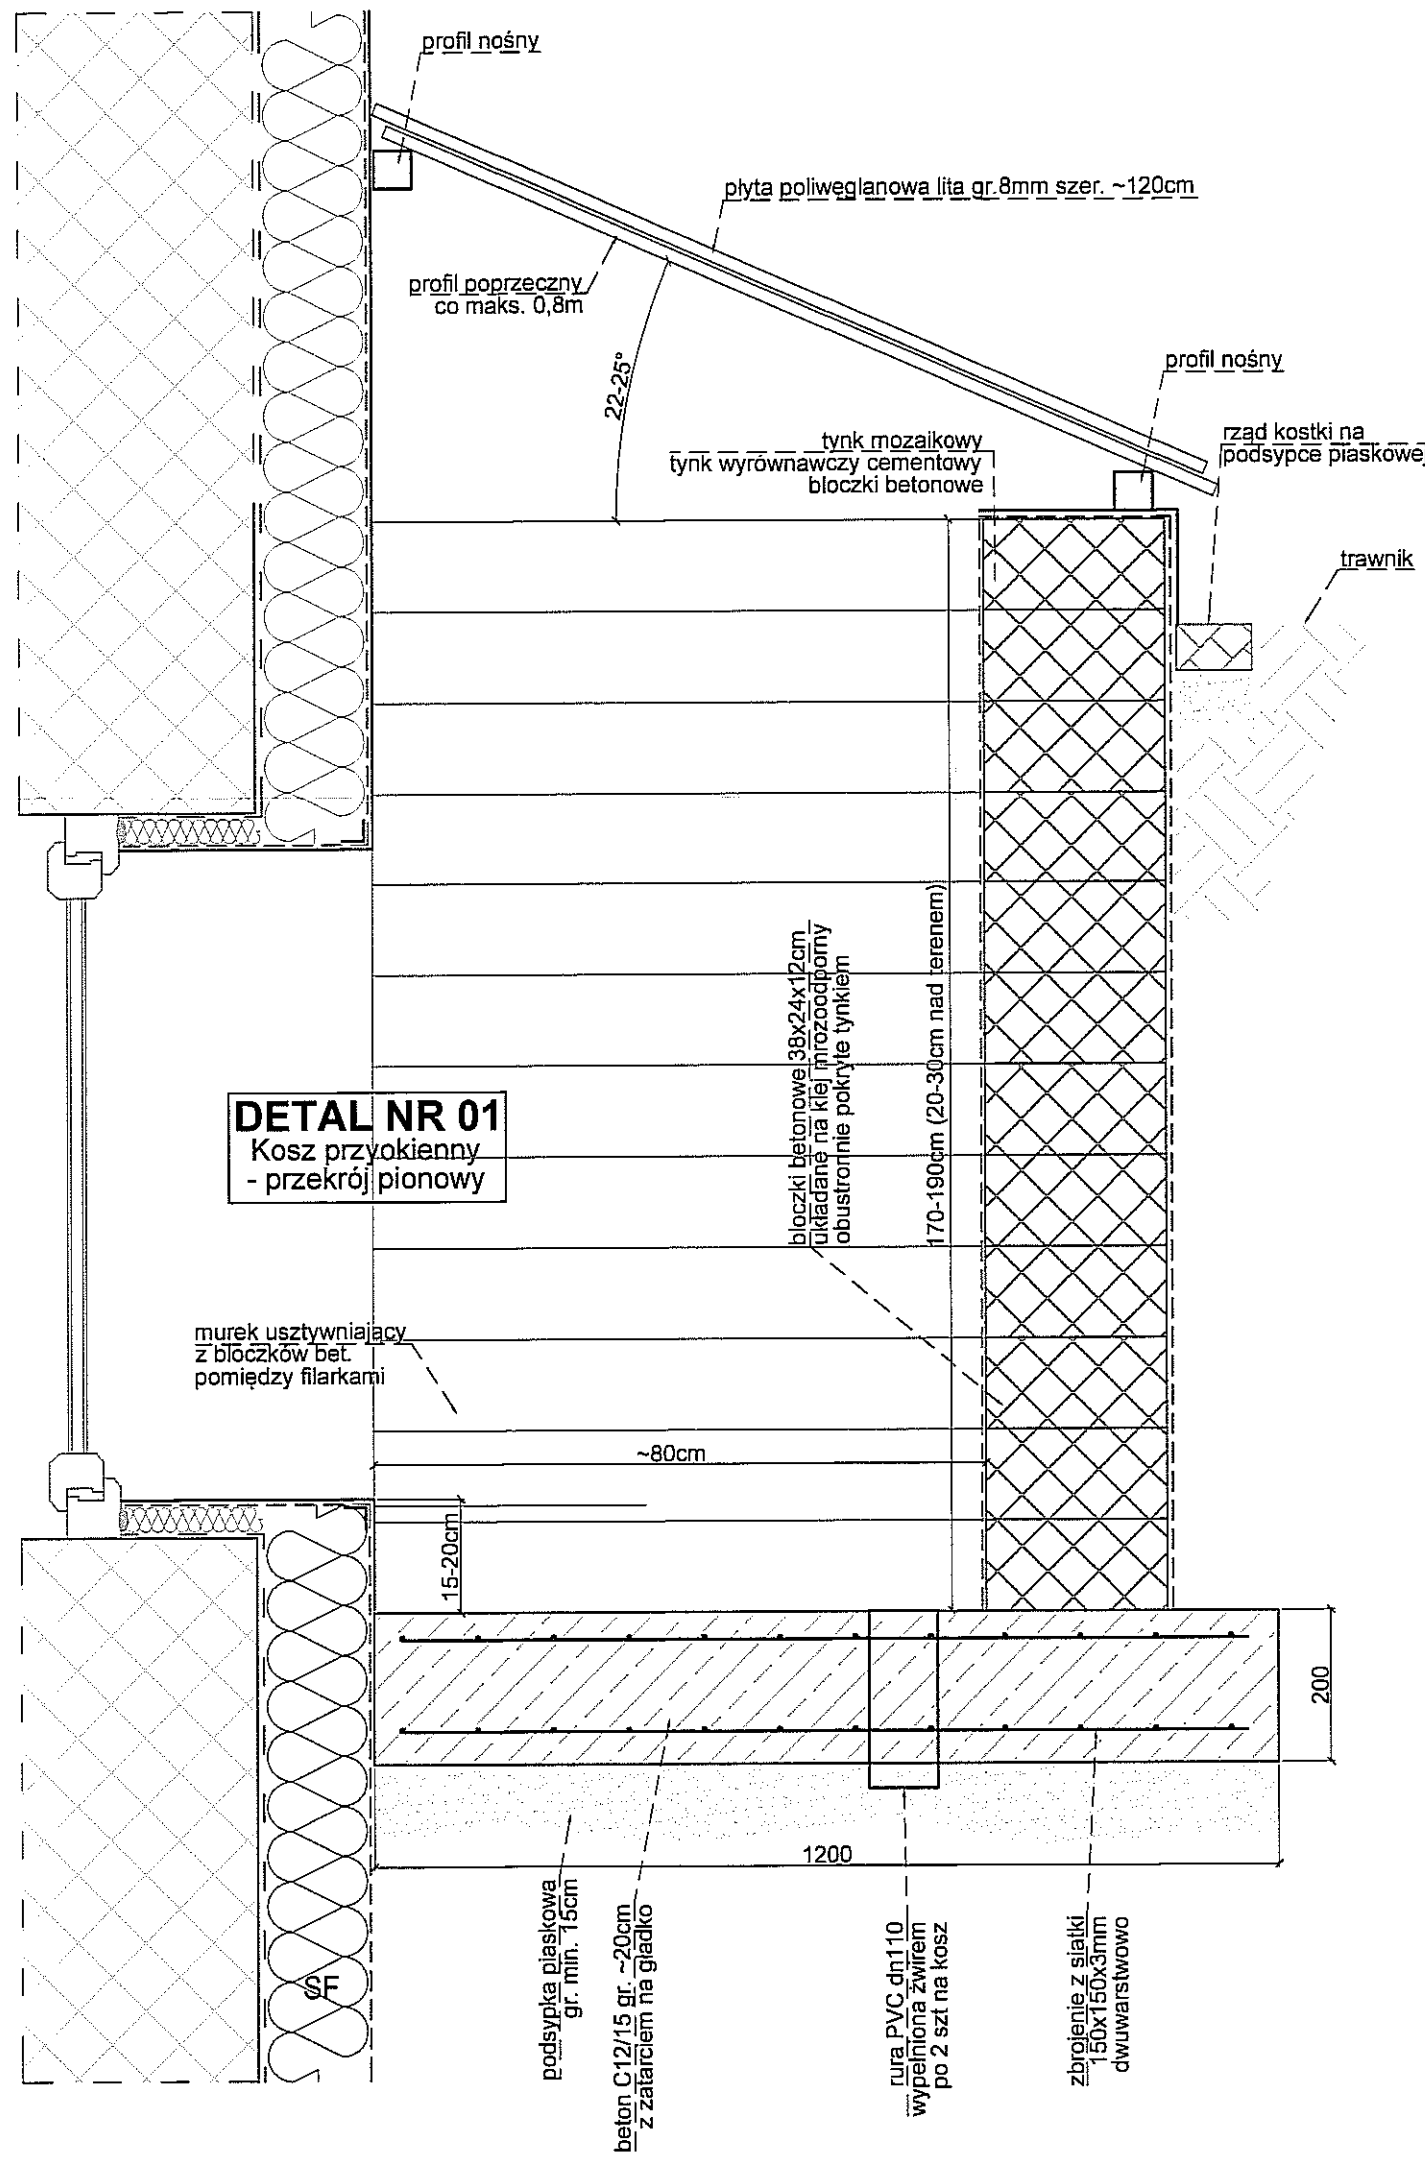 profil nośny
płyta poliwęglanowa lita gr.8mm szer. ~120cm
profil poprzeczny
co maks. 0,8m
22-25°
profil nośny
tynk mozaikowy
tynk wyrównawczy cementowy
bloczki betonowe
rząd kostki na
podsypce piaskowej
trawnik
bloczki betonowe 38x24x12cm
układane na klej mrozoodporny
obustronnie pokryte tynkiem
170-190cm (20-30cm nad terenem)
DETAL NR 01
Kosz przyokienny
- przekrój pionowy
murek usztywniający
z bloczków bet.
pomiędzy filarkami
~80cm
15-20cm
200
1200
SF
podsypka piaskowa
gr. min. 15cm
beton C12/15 gr. ~20cm
z zatarciem na gładko
rura PVC dn110
wypełniona żwirem
po 2 szt na kosz
zbrojenie z siatki
150x150x3mm
dwuwarstwowo